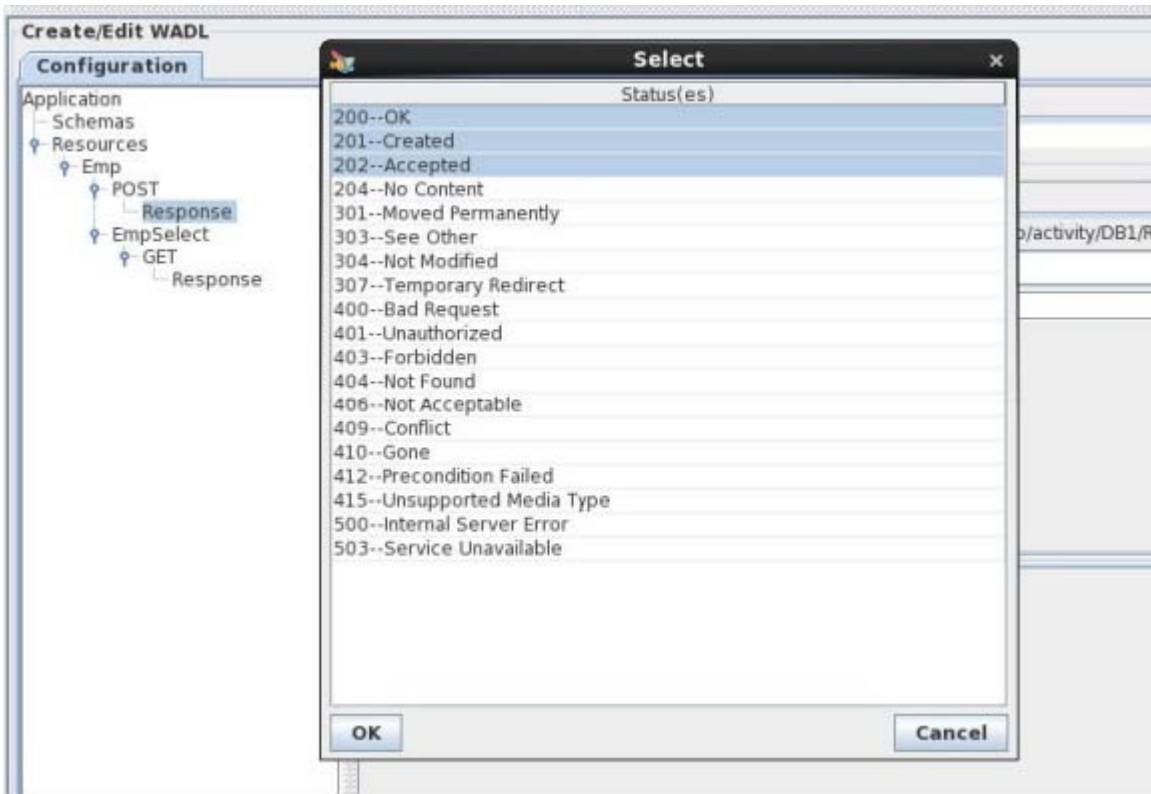 Create/Edit WADL
Configuration
Application
Schemas
Resources
Emp
POST
Response
EmpSelect
GET
Response
Select
Status(es)
200--OK
201--Created
202--Accepted
204--No Content
301--Moved Permanently
303--See Other
304--Not Modified
307--Temporary Redirect
400--Bad Request
401--Unauthorized
403--Forbidden
404--Not Found
406--Not Acceptable
409--Conflict
410--Gone
412--Precondition Failed
415--Unsupported Media Type
500--Internal Server Error
503--Service Unavailable
OK
Cancel
/activity/DB1/R